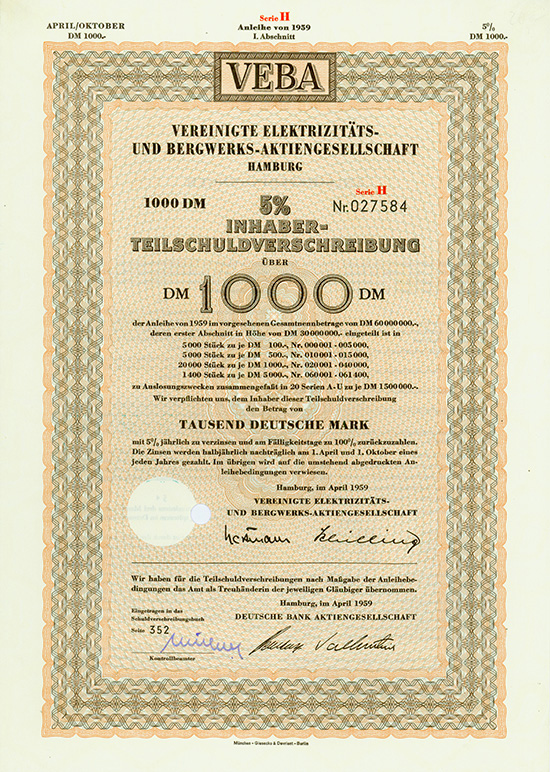 APRIL/OKTOBER
DM 1000.-
Serie H
Anleihe von 1959
1. Abschnitt
5%
DM 1000.-
VEBA
VEREINIGTE ELEKTRIZITÄTS-
UND BERGWERKS-AKTIENGESELLSCHAFT
HAMBURG
1000 DM
5%
Serie H
Nr. 027584
INHABER-
TEILSCHULDVERSCHREIBUNG
ÜBER
DM 1000 DM
der Anleihe von 1959 im vorgesehenen Gesamtnennbetrage von DM 60 000 000.-,
deren erster Abschnitt in Höhe von DM 30 000 000.- eingeteilt ist in
5 000 Stück zu je DM 100.-, Nr. 000 001 - 005 000,
5 000 Stück zu je DM 500.-, Nr. 010 001 - 015 000,
20 000 Stück zu je DM 1000.-, Nr. 020 001 - 040 000,
1 400 Stück zu je DM 5000.-, Nr. 060 001 - 061 400,
zu Auslosungszwecken zusammengefaßt in 20 Serien A - U zu je DM 1 500 000.-
Wir verpflichten uns, dem Inhaber dieser Teilschuldverschreibung
den Betrag von
TAUSEND DEUTSCHE MARK
mit 5% jährlich zu verzinsen und am Fälligkeitstage zu 100% zurückzuzahlen.
Die Zinsen werden halbjährlich nachträglich am 1. April und 1. Oktober eines
jeden Jahres gezahlt. Im übrigen wird auf die umstehend abgedruckten An-
leihebedingungen verwiesen.
Hamburg, im April 1959
VEREINIGTE ELEKTRIZITÄTS-
UND BERGWERKS-AKTIENGESELLSCHAFT
Wir haben für die Teilschuldverschreibungen nach Maßgabe der Anleihebe-
dingungen das Amt als Treuhänderin der jeweiligen Gläubiger übernommen.
Hamburg, im April 1959
DEUTSCHE BANK AKTIENGESELLSCHAFT
Eingetragen in das
Schuldverschreibungsbuch
Seite 352
Kontrollbeamter
München - Giesecke & Devrient - Berlin